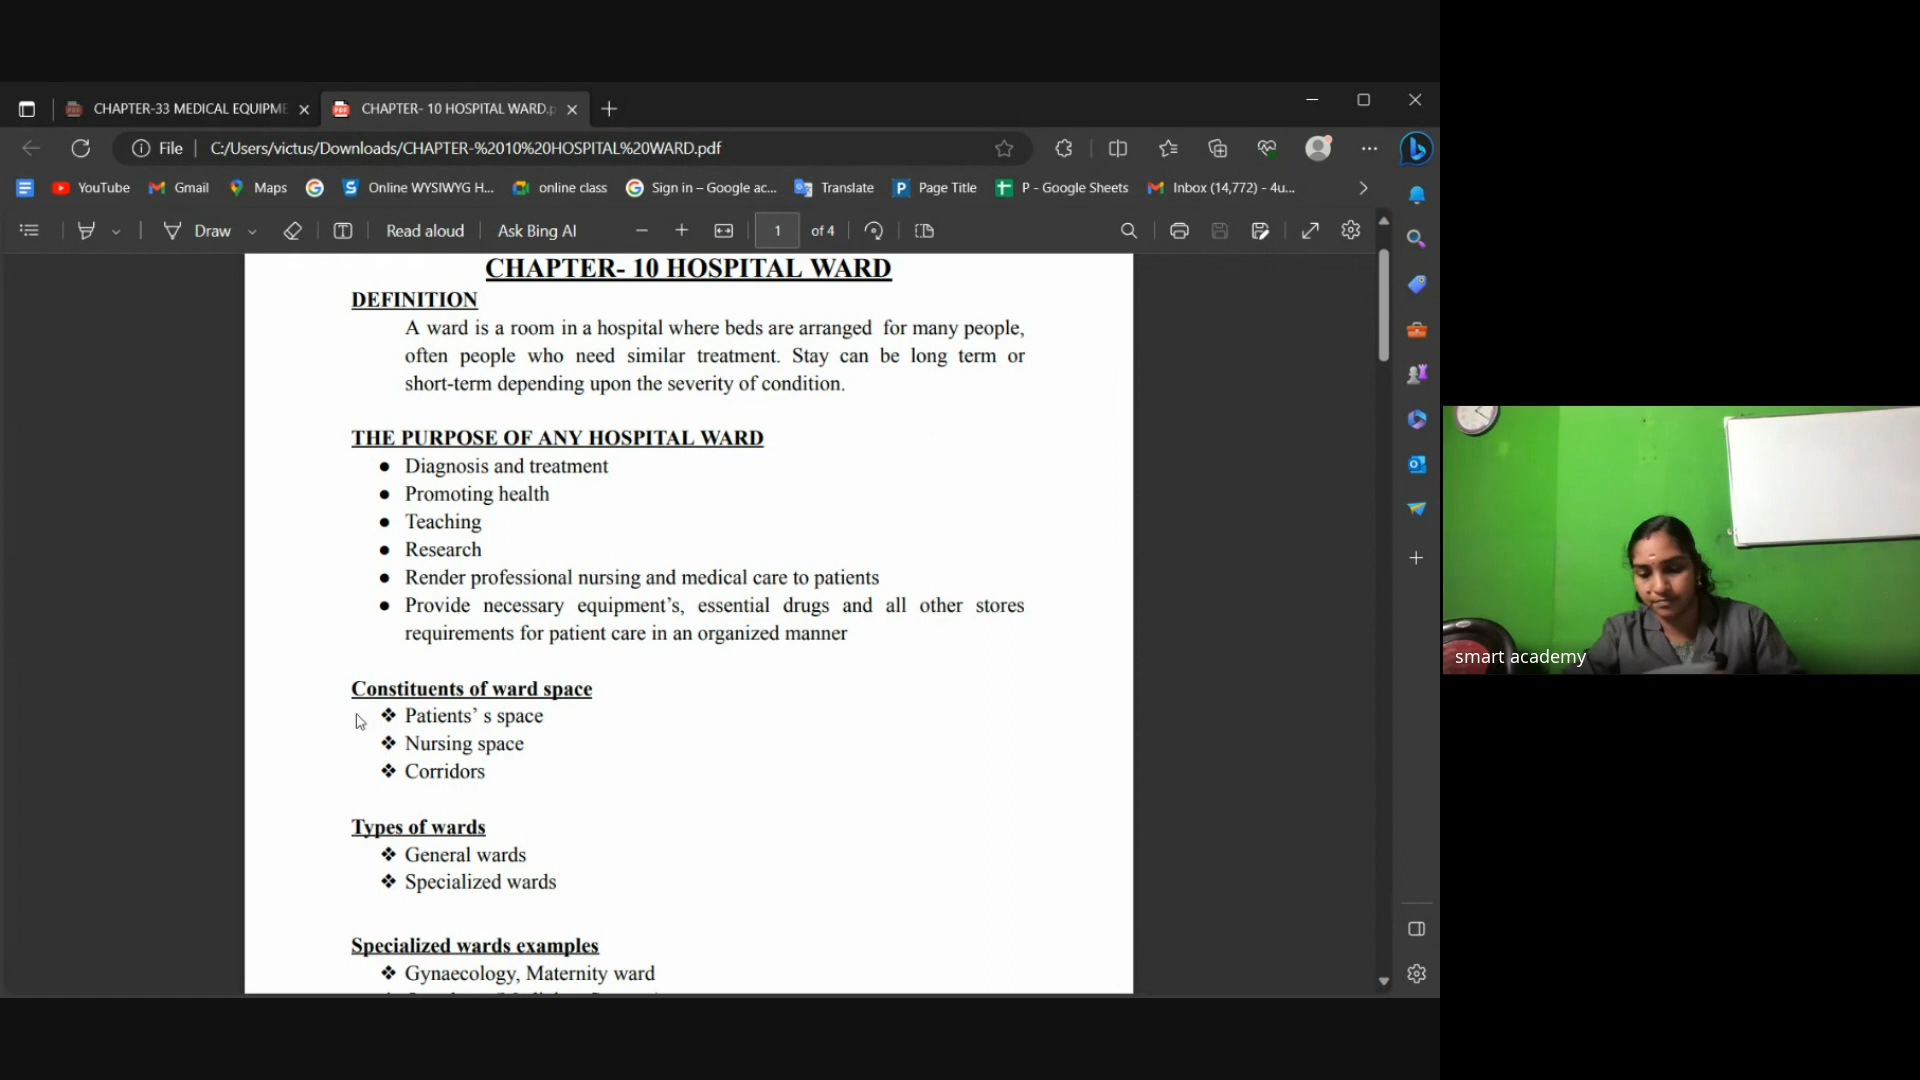 CHAPTER-33 MEDICAL EQUIPME
CHAPTER- 10 HOSPITAL WARD.p
File
C:/Users/victus/Downloads/CHAPTER-%2010%20HOSPITAL%20WARD.pdf
YouTube
Gmail
Maps
Online WYSIWYG H...
online class
Sign in – Google ac...
Translate
Page Title
P - Google Sheets
Inbox (14,772) - 4u...
Draw
Read aloud
Ask Bing AI
1 of 4
CHAPTER- 10 HOSPITAL WARD
DEFINITION
A ward is a room in a hospital where beds are arranged for many people,
often people who need similar treatment. Stay can be long term or
short-term depending upon the severity of condition.
THE PURPOSE OF ANY HOSPITAL WARD
● Diagnosis and treatment
● Promoting health
● Teaching
● Research
● Render professional nursing and medical care to patients
● Provide necessary equipment’s, essential drugs and all other stores
requirements for patient care in an organized manner
Constituents of ward space
❖ Patients’ s space
❖ Nursing space
❖ Corridors
Types of wards
❖ General wards
❖ Specialized wards
Specialized wards examples
❖ Gynaecology, Maternity ward
smart academy